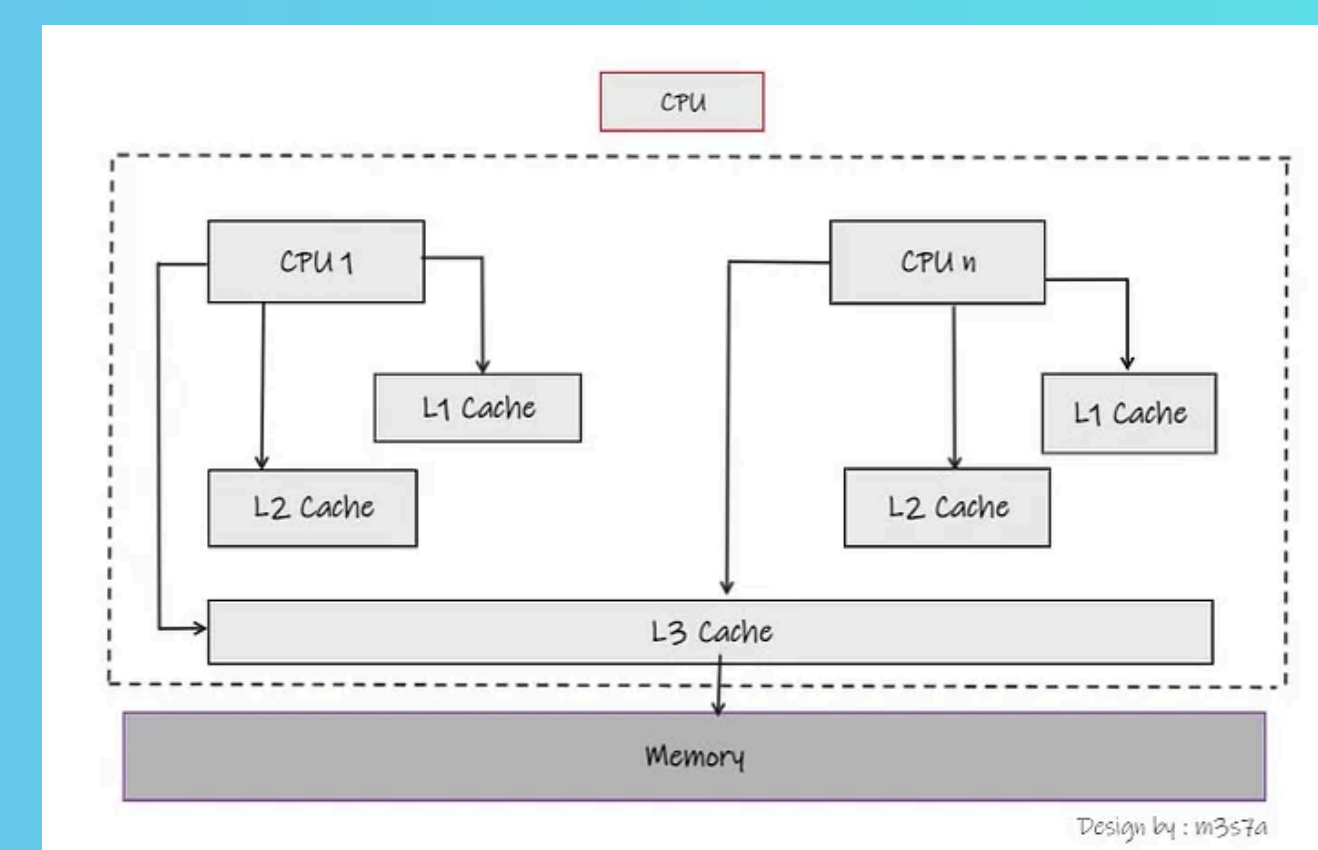 CPU
CPU 1
CPU n
L1 Cache
L1 Cache
L2 Cache
L2 Cache
L3 Cache
Memory
Design by : m3s7a